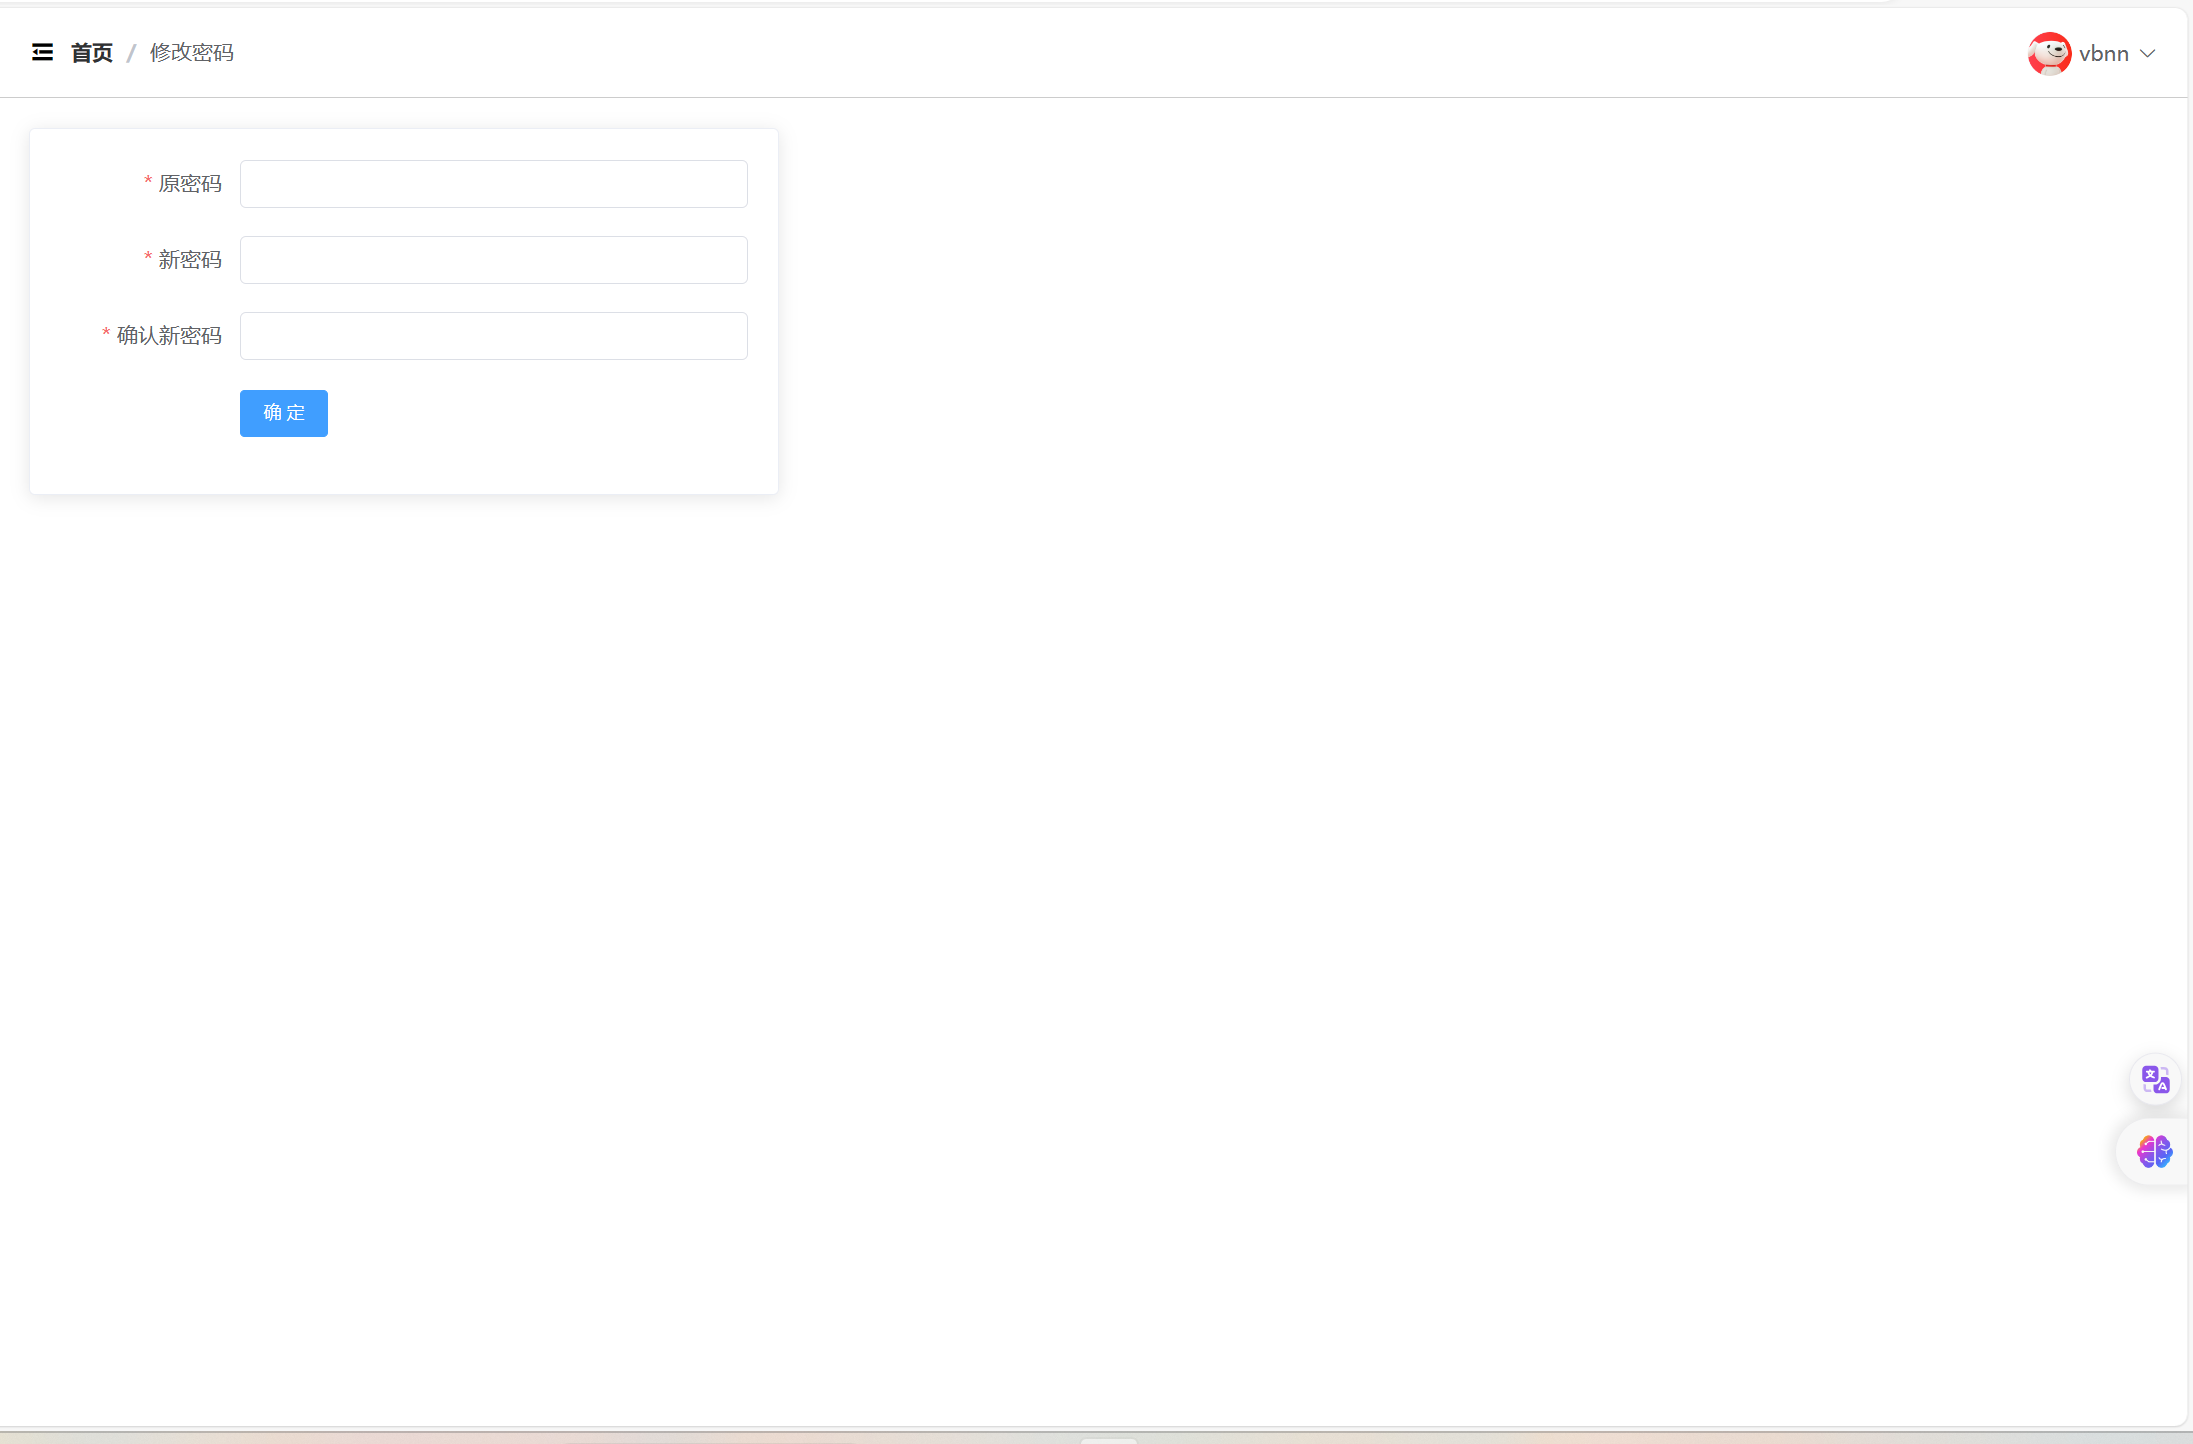 首页 / 修改密码
vbnn
* 原密码
* 新密码
* 确认新密码
确 定
文
A